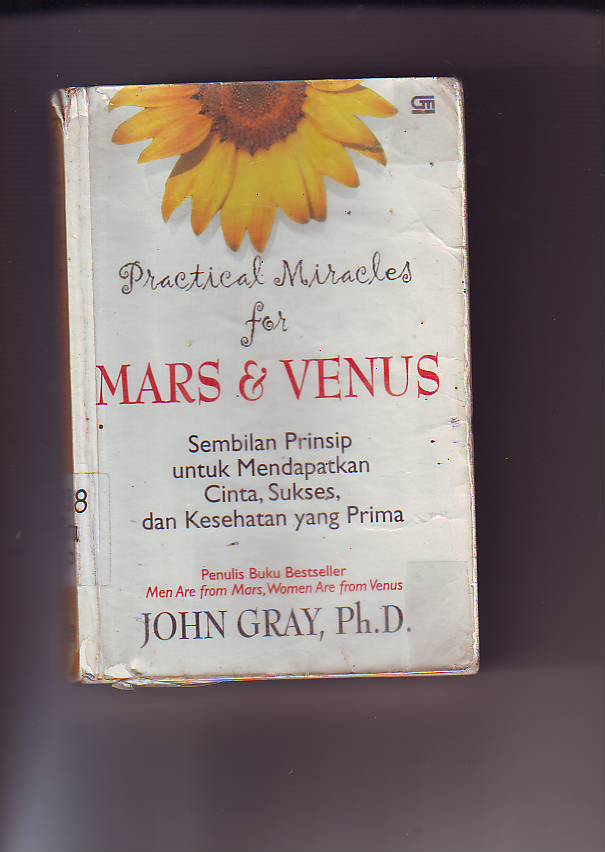 Practical Miracles
for
MARS & VENUS
Sembilan Prinsip
untuk Mendapatkan
Cinta, Sukses,
dan Kesehatan yang Prima
Penulis Buku Bestseller
Men Are from Mars, Women Are from Venus
JOHN GRAY, Ph.D.
8